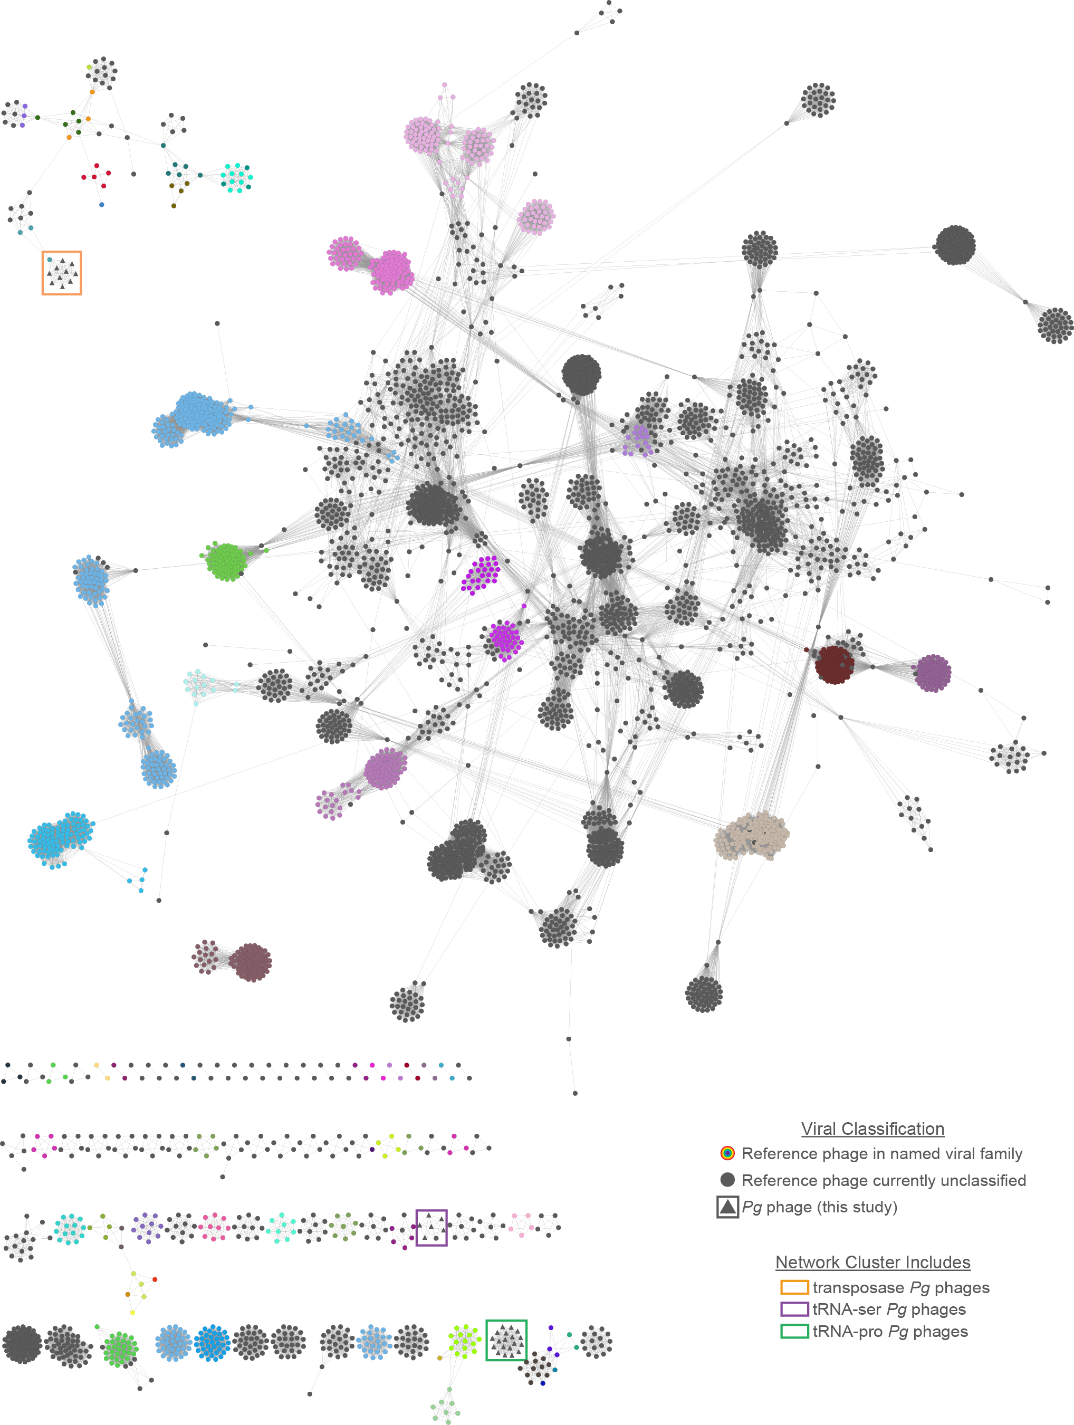 Viral Classification
Reference phage in named viral family
Reference phage currently unclassified
Pg phage (this study)
Network Cluster Includes
transposase Pg phages
tRNA-ser Pg phages
tRNA-pro Pg phages